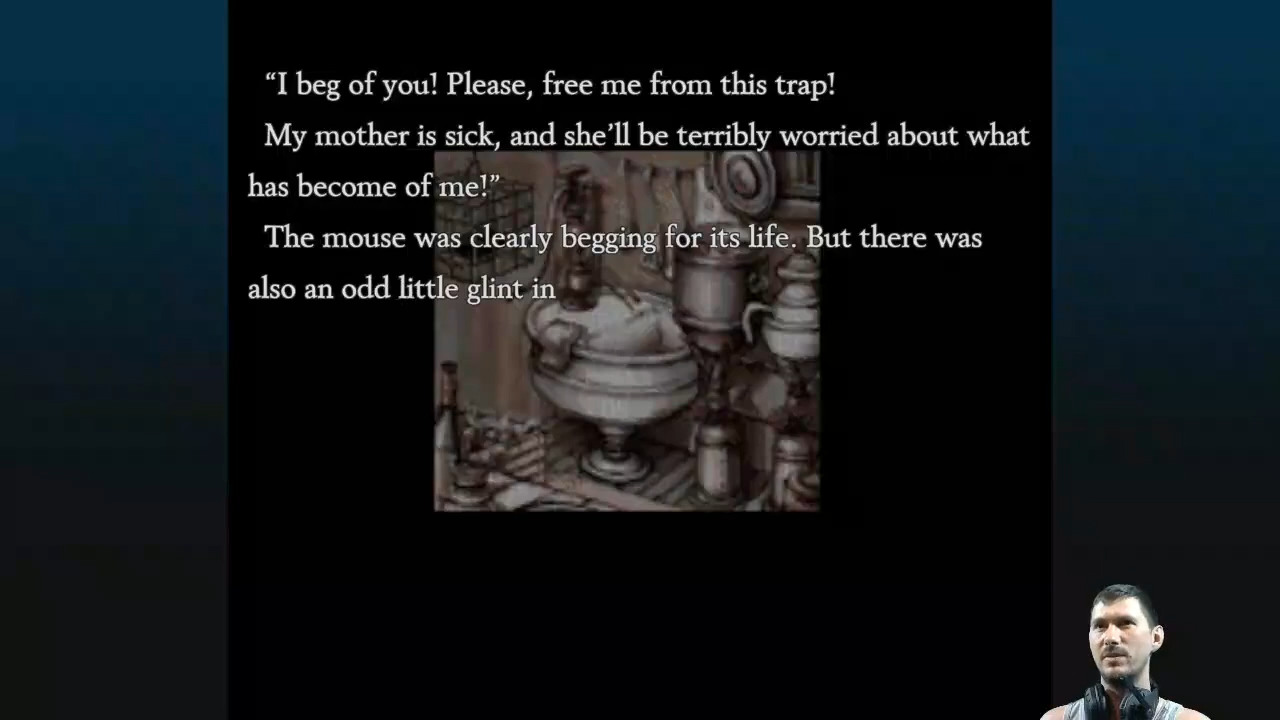 “I beg of you! Please, free me from this trap!
My mother is sick, and she’ll be terribly worried about what
has become of me!”
The mouse was clearly begging for its life. But there was
also an odd little glint in